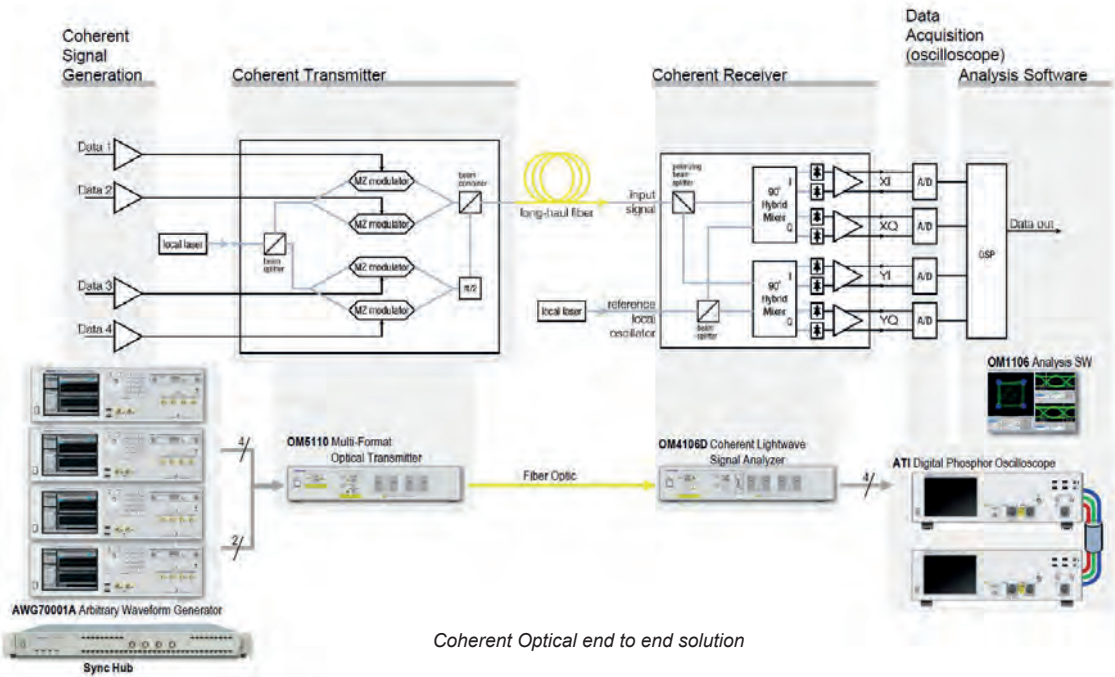 Coherent
Signal
Generation
Coherent Transmitter
Coherent Receiver
Data
Acquisition
(oscilloscope)
Analysis Software
Data 1
Data 2
Data 3
Data 4
local laser
beam
splitter
MZ modulator
MZ modulator
MZ modulator
MZ modulator
beam
combiner
π/2
long-haul fiber
input
signal
local laser
reference
local
oscillator
polarizing
beam
splitter
beam
splitter
I
90°
Hybrid
Mixer
Q
I
90°
Hybrid
Mixer
Q
XI
XQ
YI
YQ
A/D
A/D
A/D
A/D
DSP
Data out
OM1106 Analysis SW
4
2
OM5110 Multi-Format
Optical Transmitter
Fiber Optic
OM4106D Coherent Lightwave
Signal Analyzer
4
ATI Digital Phosphor Oscilloscope
AWG70001A Arbitrary Waveform Generator
Sync Hub
Coherent Optical end to end solution